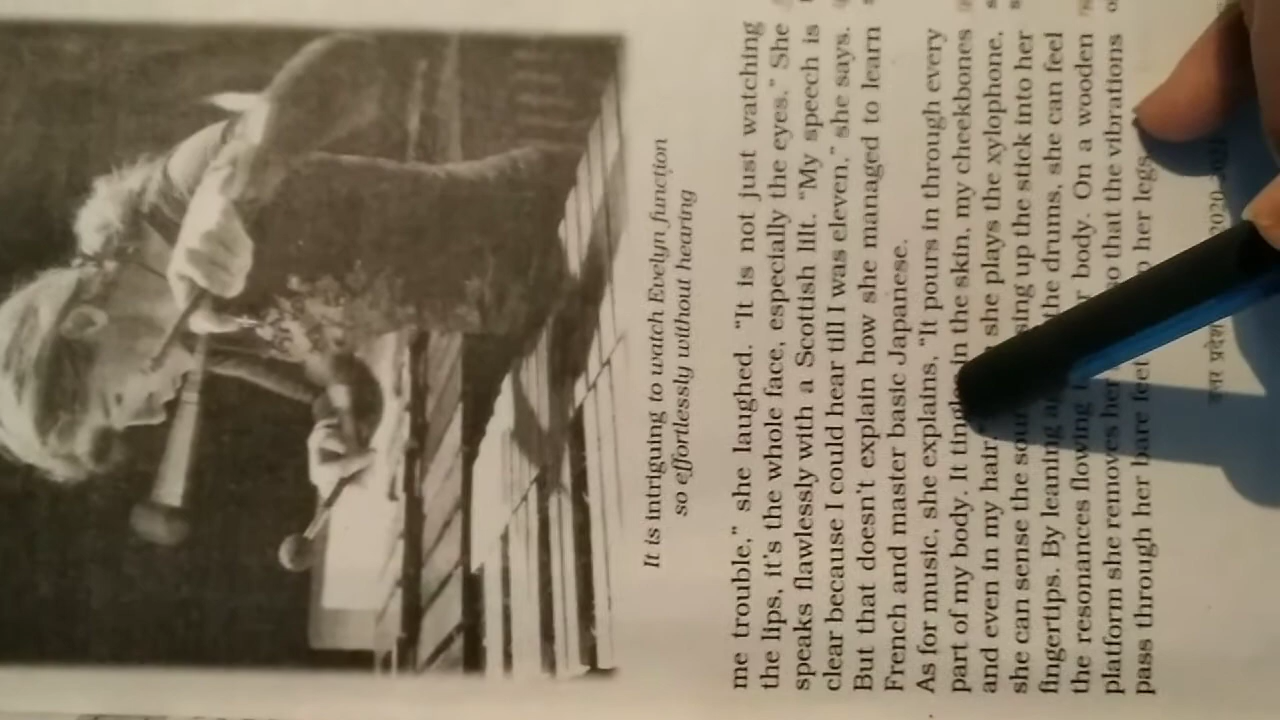 It is intriguing to watch Evelyn function
so effortlessly without hearing
me trouble,” she laughed. “It is not just watching
the lips, it’s the whole face, especially the eyes.” She
speaks flawlessly with a Scottish lilt. “My speech is
clear because I could hear till I was eleven,” she says.
But that doesn’t explain how she managed to learn
French and master basic Japanese.
As for music, she explains, “It pours in through every
part of my body. It tingles in the skin, my cheekbones
and even in my hair. she plays the xylophone,
she can sense the sing up the stick into her
fingertips. By leaning the drums, she can feel
the resonances flowing body. On a wooden
platform she removes her so that the vibrations
pass through her bare feet her legs.
2020